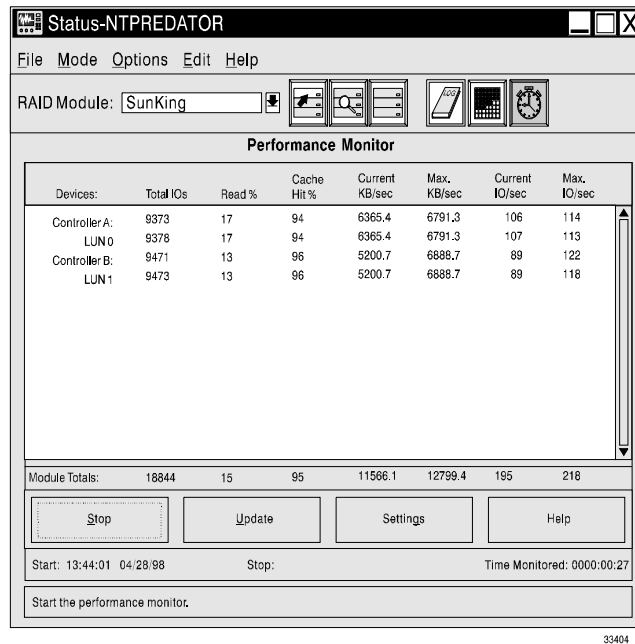 Status-NTPREDATOR
File Mode Options Edit Help
RAID Module: SunKing
LOG
Performance Monitor
Devices: Total IOs Read % Cache Hit % Current KB/sec Max. KB/sec Current IO/sec Max. IO/sec
Controller A: 9373 17 94 6365.4 6791.3 106 114
LUN 0 9378 17 94 6365.4 6791.3 107 113
Controller B: 9471 13 96 5200.7 6888.7 89 122
LUN 1 9473 13 96 5200.7 6888.7 89 118
Module Totals: 18844 15 95 11566.1 12799.4 195 218
Stop Update Settings Help
Start: 13:44:01 04/28/98 Stop: Time Monitored: 0000:00:27
Start the performance monitor.
33404